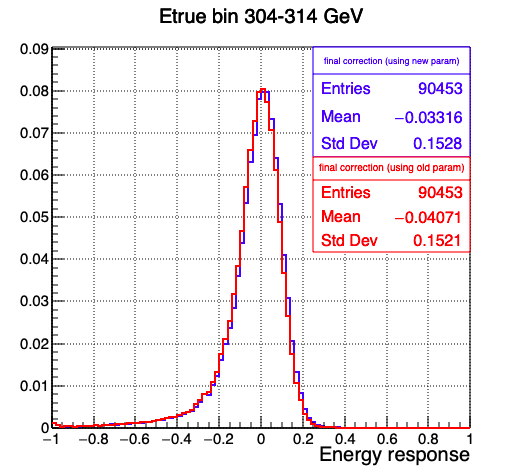 Etrue bin 304-314 GeV
final correction (using new param)
Entries 90453
Mean −0.03316
Std Dev 0.1528
final correction (using old param)
Entries 90453
Mean −0.04071
Std Dev 0.1521
0.09
0.08
0.07
0.06
0.05
0.04
0.03
0.02
0.01
0
−1 −0.8 −0.6 −0.4 −0.2 0 0.2 0.4 0.6 0.8 1
Energy response